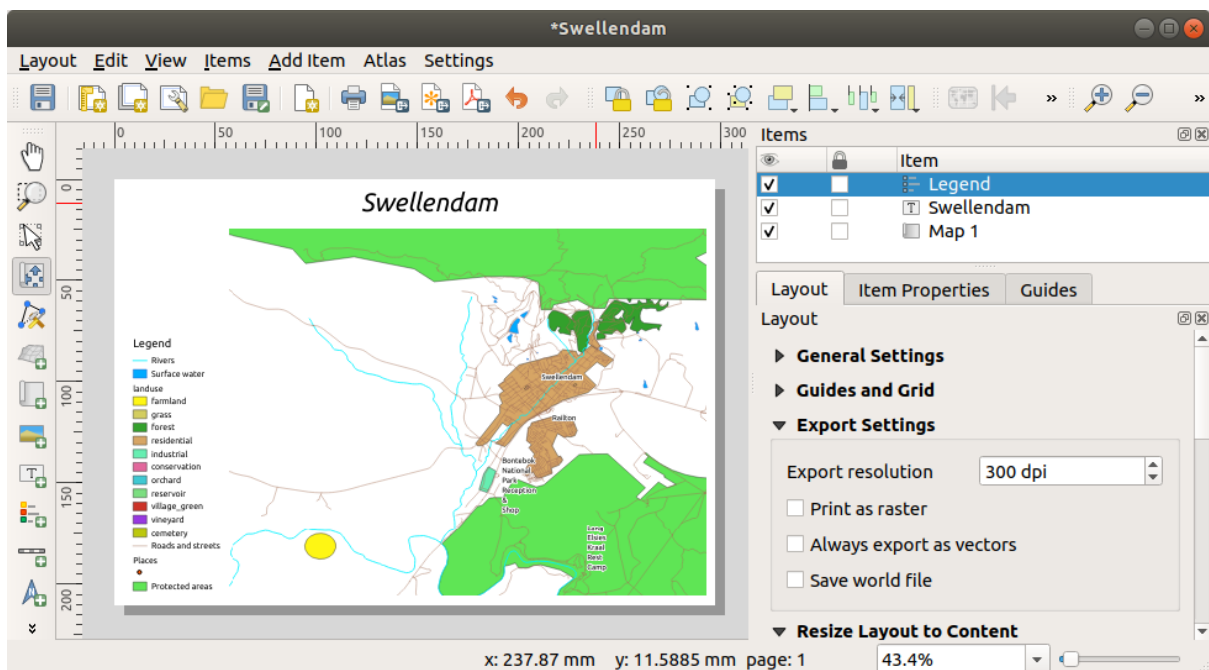 *Swellendam
Layout Edit View Items Add Item Atlas Settings
» »
0 50 100 150 200 250 300
0
50
100
150
200
Swellendam
Swellendam
Railton
Bontebok
National
Park
Reception
&
Shop
Lang
Elsies
Kraal
Rest
Camp
Legend
Rivers
Surface water
landuse
farmland
grass
forest
residential
industrial
conservation
orchard
reservoir
village_green
vineyard
cemetery
Roads and streets
Places
Protected areas
Items
Item
Legend
T Swellendam
Map 1
Layout Item Properties Guides
Layout
General Settings
Guides and Grid
Export Settings
Export resolution 300 dpi
Print as raster
Always export as vectors
Save world file
Resize Layout to Content
x: 237.87 mm y: 11.5885 mm page: 1 43.4%